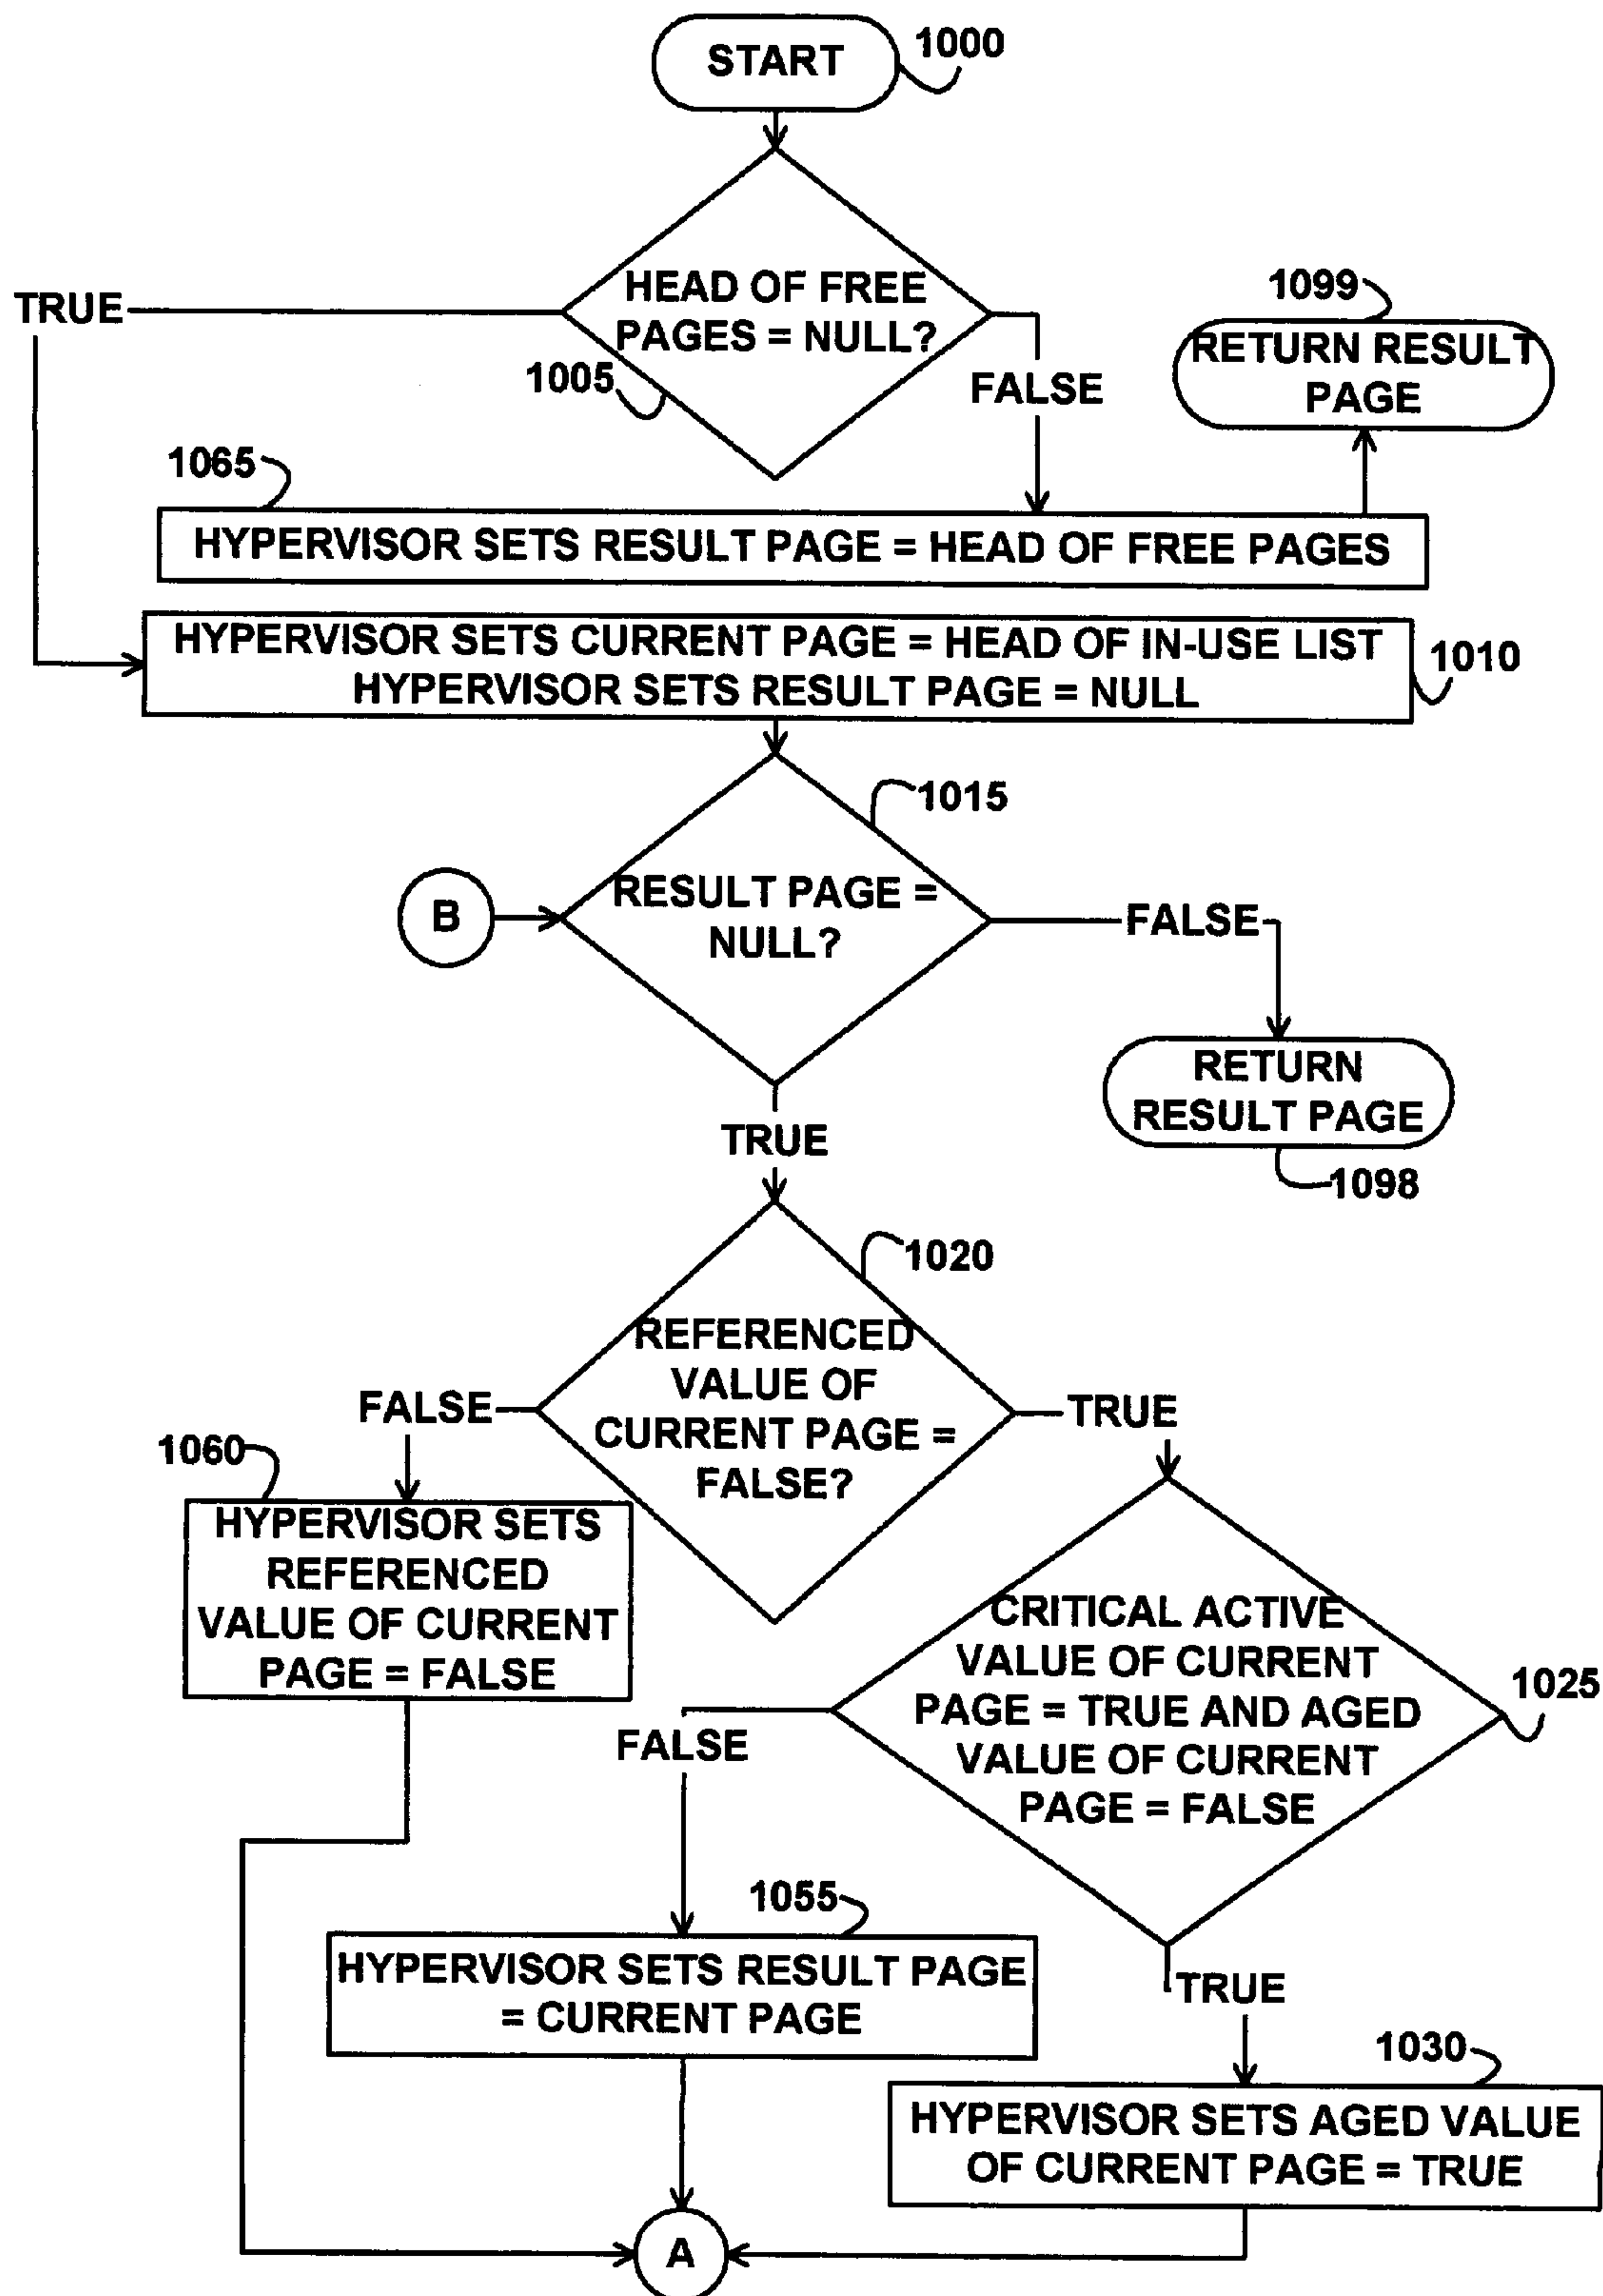 START
1000
HEAD OF FREE
PAGES = NULL?
TRUE
1005
FALSE
1099
RETURN RESULT
PAGE
1065
HYPERVISOR SETS RESULT PAGE = HEAD OF FREE PAGES
HYPERVISOR SETS CURRENT PAGE = HEAD OF IN-USE LIST
HYPERVISOR SETS RESULT PAGE = NULL
1010
1015
B
RESULT PAGE =
NULL?
FALSE
RETURN
RESULT PAGE
1098
TRUE
1020
REFERENCED
VALUE OF
CURRENT PAGE =
FALSE?
FALSE
TRUE
1060
HYPERVISOR SETS
REFERENCED
VALUE OF CURRENT
PAGE = FALSE
CRITICAL ACTIVE
VALUE OF CURRENT
PAGE = TRUE AND AGED
VALUE OF CURRENT
PAGE = FALSE
1025
FALSE
1055
HYPERVISOR SETS RESULT PAGE
= CURRENT PAGE
TRUE
1030
HYPERVISOR SETS AGED VALUE
OF CURRENT PAGE = TRUE
A